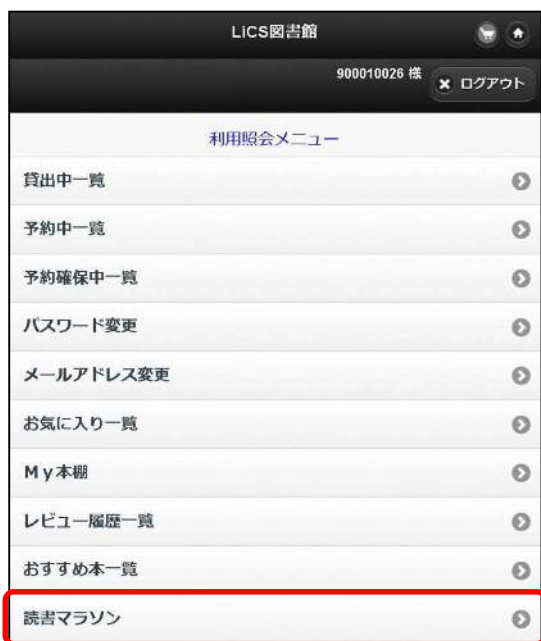 LiCS図書館
900010026 様
ログアウト
利用照会メニュー
貸出中一覧
予約中一覧
予約確保中一覧
パスワード変更
メールアドレス変更
お気に入り一覧
Ｍｙ本棚
レビュー履歴一覧
おすすめ本一覧
読書マラソン